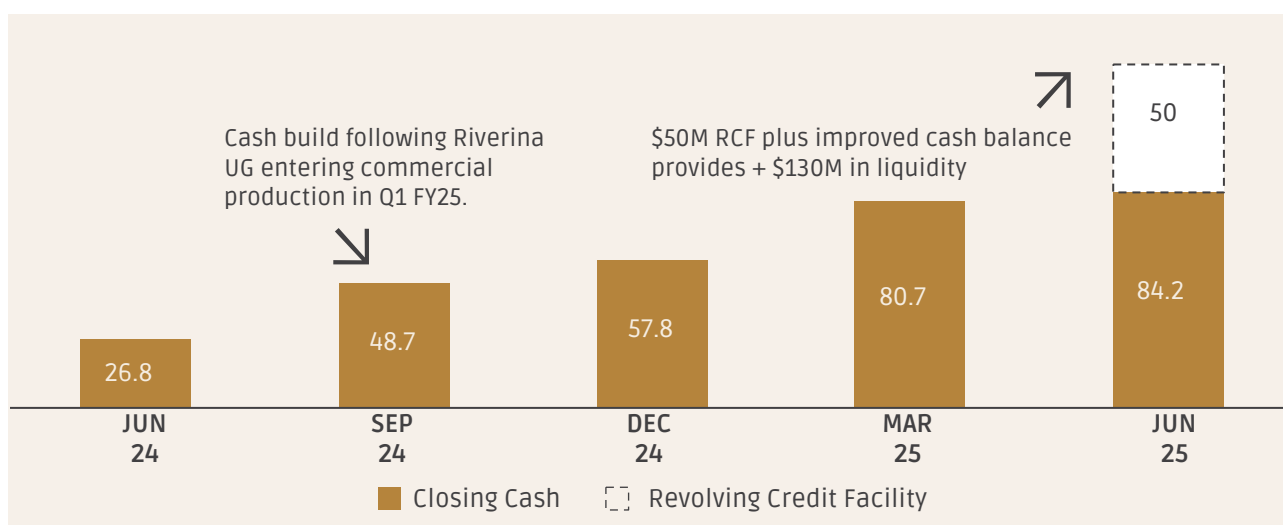 50
Cash build following Riverina
UG entering commercial
production in Q1 FY25.
$50M RCF plus improved cash balance
provides + $130M in liquidity
26.8
48.7
57.8
80.7
84.2
JUN
24
SEP
24
DEC
24
MAR
25
JUN
25
Closing Cash
Revolving Credit Facility